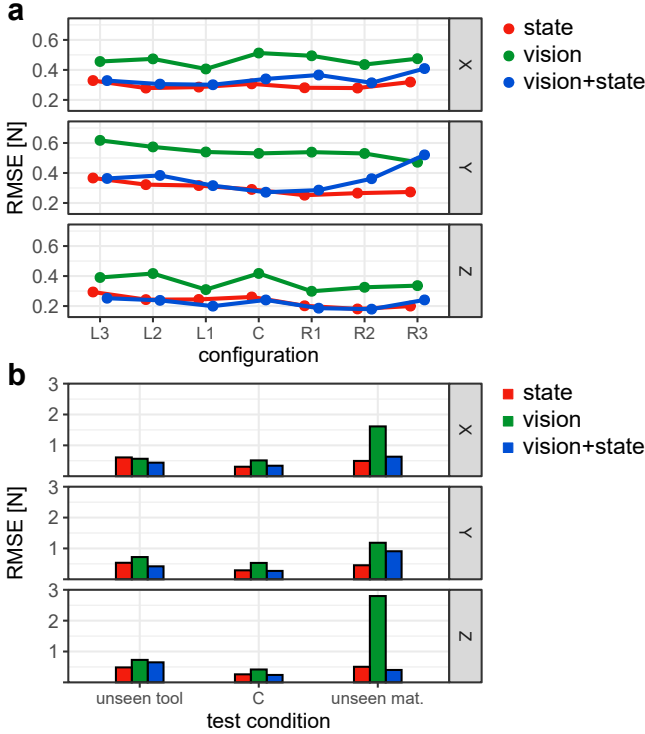 a
state
vision
vision+state
RMSE [N]
0.6
0.4
0.2
X
0.6
0.4
0.2
Y
0.6
0.4
0.2
Z
L3 L2 L1 C R1 R2 R3
configuration
b
state
vision
vision+state
RMSE [N]
3
2
1
X
3
2
1
Y
3
2
1
Z
unseen tool C unseen mat.
test condition